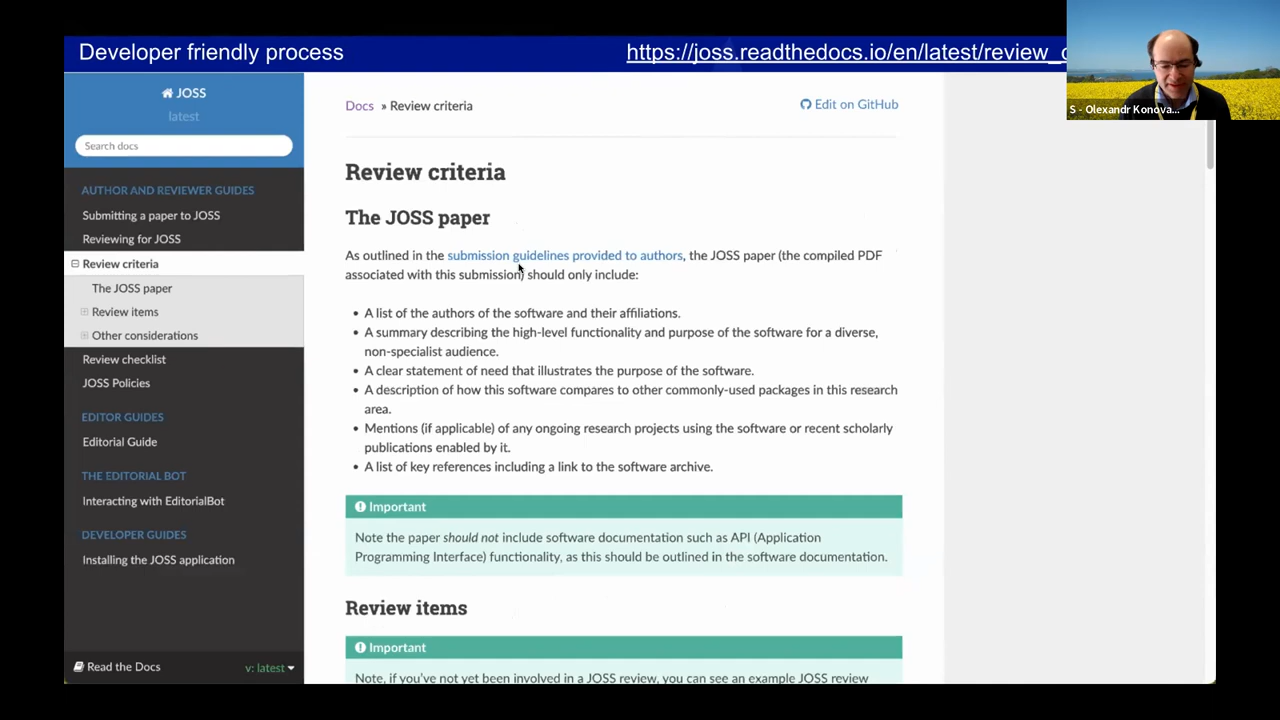 Developer friendly process
https://joss.readthedocs.io/en/latest/review_
S - Olexandr Konova...
JOSS
latest
Search docs
AUTHOR AND REVIEWER GUIDES
Submitting a paper to JOSS
Reviewing for JOSS
Review criteria
The JOSS paper
Review items
Other considerations
Review checklist
JOSS Policies
EDITOR GUIDES
Editorial Guide
THE EDITORIAL BOT
Interacting with EditorialBot
DEVELOPER GUIDES
Installing the JOSS application
Read the Docs
v: latest
Docs » Review criteria
Edit on GitHub
Review criteria
The JOSS paper
As outlined in the submission guidelines provided to authors, the JOSS paper (the compiled PDF
associated with this submission) should only include:
• A list of the authors of the software and their affiliations.
• A summary describing the high-level functionality and purpose of the software for a diverse,
non-specialist audience.
• A clear statement of need that illustrates the purpose of the software.
• A description of how this software compares to other commonly-used packages in this research
area.
• Mentions (if applicable) of any ongoing research projects using the software or recent scholarly
publications enabled by it.
• A list of key references including a link to the software archive.
Important
Note the paper should not include software documentation such as API (Application
Programming Interface) functionality, as this should be outlined in the software documentation.
Review items
Important
Note, if you've not yet been involved in a JOSS review, you can see an example JOSS review